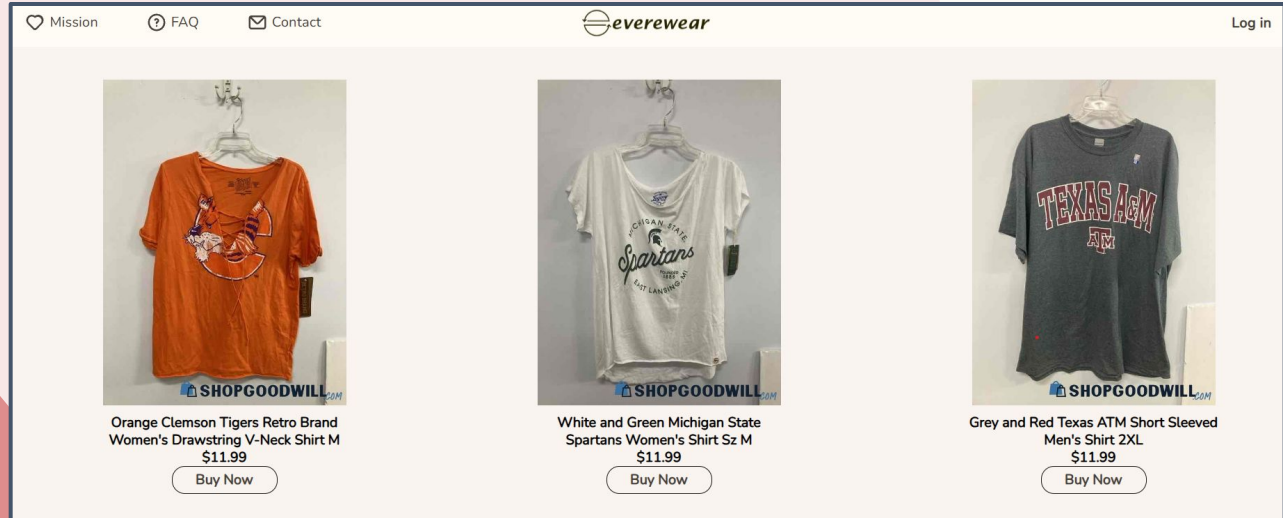 Mission
FAQ
Contact
everewear
Log in
SHOPGOODWILL.COM
Orange Clemson Tigers Retro Brand
Women's Drawstring V-Neck Shirt M
$11.99
Buy Now
MICHIGAN STATE
Spartans
FOUNDED
EAST LANSING, MI
SHOPGOODWILL.COM
White and Green Michigan State
Spartans Women's Shirt Sz M
$11.99
Buy Now
TEXAS A&M
ATM
SHOPGOODWILL.COM
Grey and Red Texas ATM Short Sleeved
Men's Shirt 2XL
$11.99
Buy Now